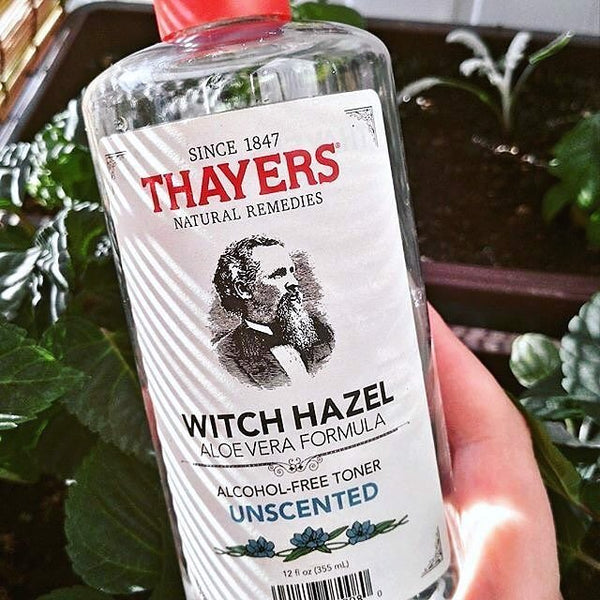 SINCE 1847
THAYERS®
NATURAL REMEDIES
WITCH HAZEL
ALOE VERA FORMULA
ALCOHOL-FREE TONER
UNSCENTED
12 fl oz (355 mL)